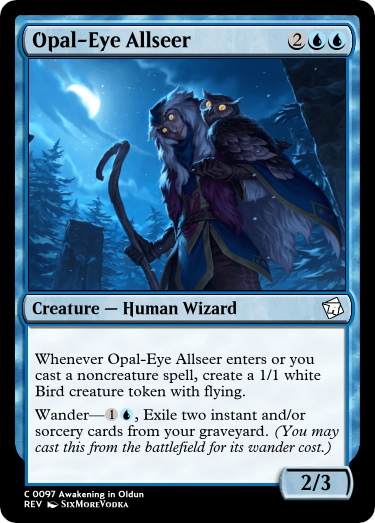 Opal-Eye Allseer 2
Creature — Human Wizard
Whenever Opal-Eye Allseer enters or you
cast a noncreature spell, create a 1/1 white
Bird creature token with flying.
Wander—1, Exile two instant and/or
sorcery cards from your graveyard. (You may
cast this from the battlefield for its wander cost.)
2/3
C 0097 Awakening in Oldun
REV SixMoreVodka